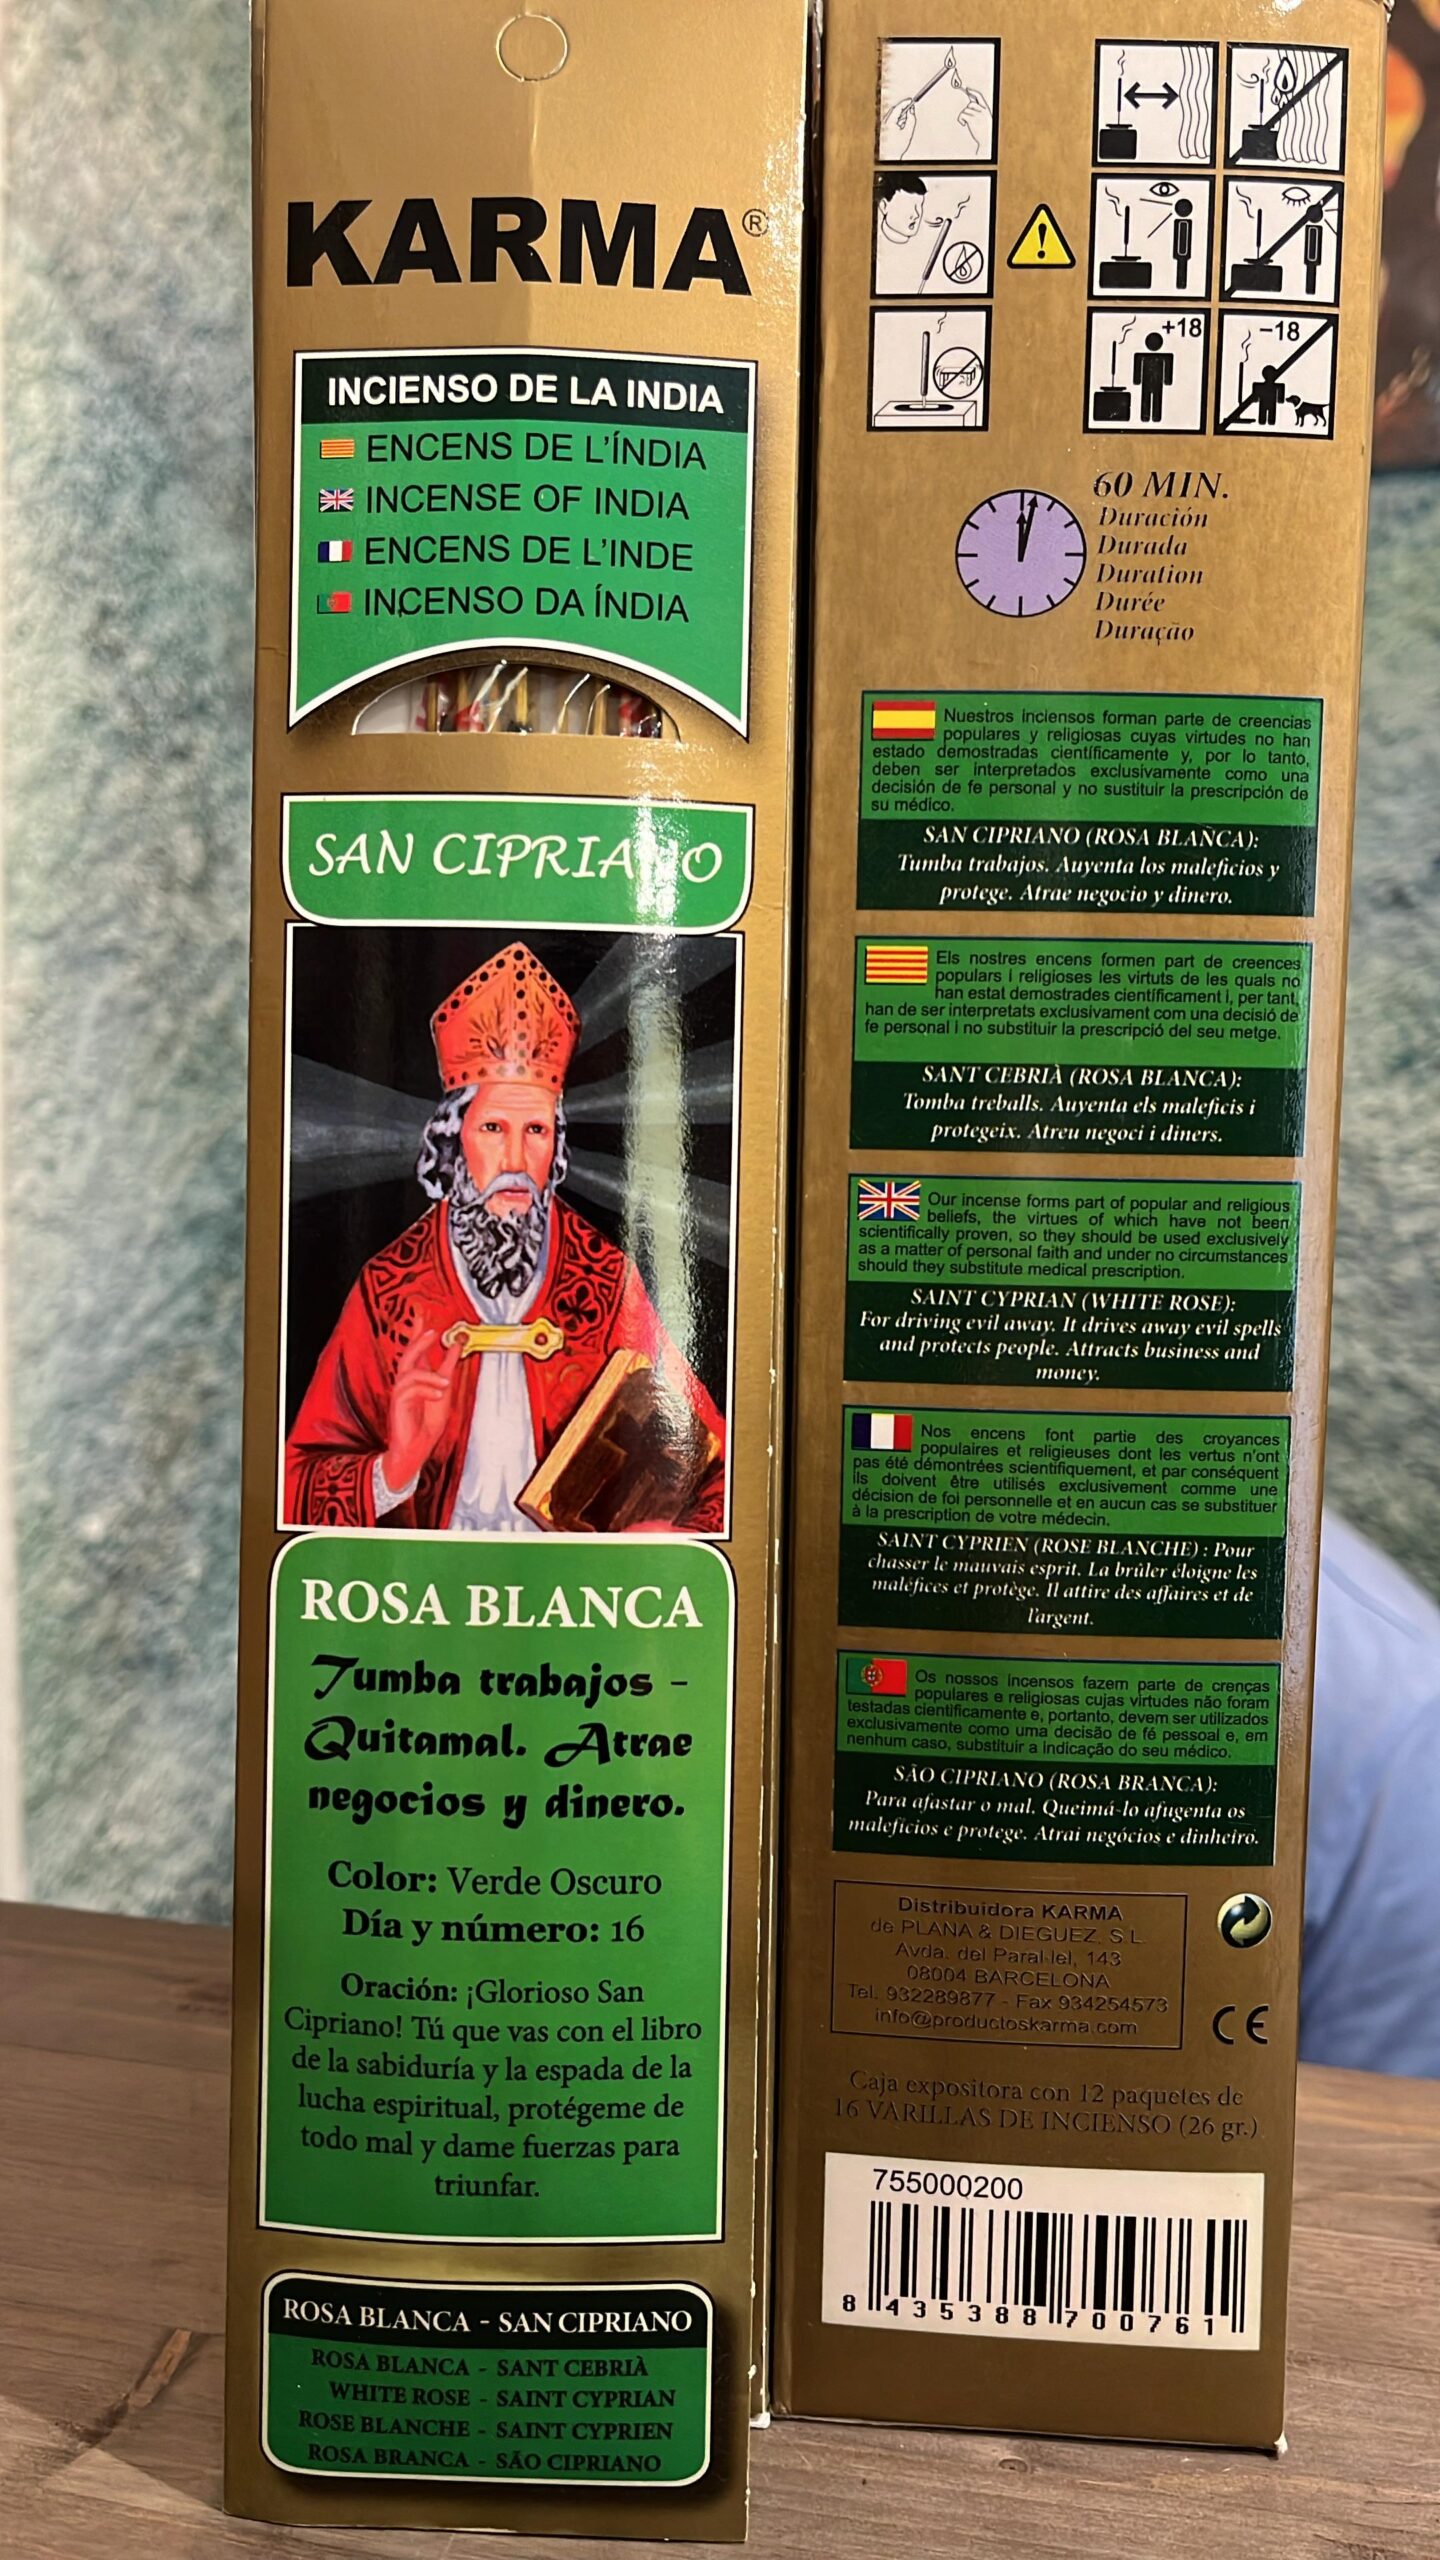 KARMA®
INCIENSO DE LA INDIA
ENCENS DE L'ÍNDIA
INCENSE OF INDIA
ENCENS DE L'INDE
INCENSO DA ÍNDIA
SAN CIPRIANO
ROSA BLANCA
Tumba trabajos -
Quitamal. Atrae
negocios y dinero.
Color: Verde Oscuro
Día y número: 16
Oración: ¡Glorioso San
Cipriano! Tú que vas con el libro
de la sabiduría y la espada de la
lucha espiritual, protégeme de
todo mal y dame fuerzas para
triunfar.
ROSA BLANCA - SAN CIPRIANO
ROSA BLANCA - SANT CEBRIÀ
WHITE ROSE - SAINT CYPRIAN
ROSE BLANCHE - SAINT CYPRIEN
ROSA BRANCA - SÃO CIPRIANO
+18
-18
60 MIN.
Duración
Durada
Duration
Durée
Duração
Nuestros inciensos forman parte de creencias
populares y religiosas cuyas virtudes no han
estado demostradas científicamente y, por lo tanto,
deben ser interpretados exclusivamente como una
decisión de fe personal y no sustituir la prescripción de
su médico.
SAN CIPRIANO (ROSA BLANCA):
Tumba trabajos. Auyenta los maleficios y
protege. Atrae negocio y dinero.
Els nostres encens formen part de creences
populars i religioses les virtuts de les quals no
han estat demostrades científicament i, per tant,
han de ser interpretats exclusivament com una decisió de
fe personal i no substituir la prescripció del seu metge.
SANT CEBRIÀ (ROSA BLANCA):
Tomba treballs. Auyenta els maleficis i
protegeix. Atreu negoci i diners.
Our incense forms part of popular and religious
beliefs, the virtues of which have not been
scientifically proven, so they should be used exclusively
as a matter of personal faith and under no circumstances
should they substitute medical prescription.
SAINT CYPRIAN (WHITE ROSE):
For driving evil away. It drives away evil spells
and protects people. Attracts business and
money.
Nos encens font partie des croyances
populaires et religieuses dont les vertus n'ont
pas été démontrées scientifiquement, et par conséquent
ils doivent être utilisés exclusivement comme une
décision de foi personnelle et en aucun cas se substituer
à la prescription de votre médecin.
SAINT CYPRIEN (ROSE BLANCHE) : Pour
chasser le mauvais esprit. La brûler éloigne les
maléfices et protège. Il attire des affaires et de
l'argent.
Os nossos incensos fazem parte de crenças
populares e religiosas cujas virtudes não foram
testadas cientificamente e, portanto, devem ser utilizados
exclusivamente como uma decisão de fé pessoal e, em
nenhum caso, substituir a indicação do seu médico.
SÃO CIPRIANO (ROSA BRANCA):
Para afastar o mal. Queimá-lo afugenta os
maleficios e protege. Atrai negócios e dinheiro.
Distribuidora KARMA
de PLANA & DIEGUEZ, S.L.
Avda. del Paral·lel, 143
08004 BARCELONA
Tel. 932289877 - Fax 934254573
info@productoskarma.com
CE
Caja expositora con 12 paquetes de
16 VARILLAS DE INCIENSO (26 gr.)
755000200
8 435388 700761